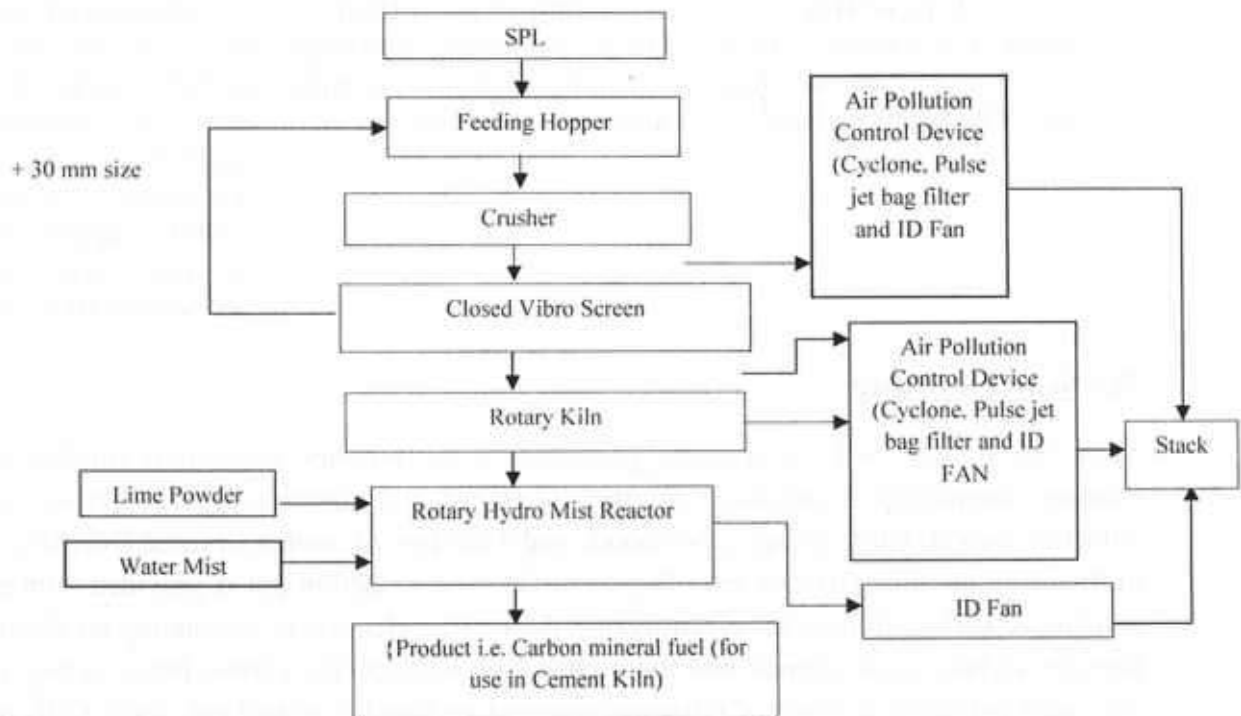 SPL
Feeding Hopper
+ 30 mm size
Crusher
Closed Vibro Screen
Rotary Kiln
Lime Powder
Water Mist
Rotary Hydro Mist Reactor
{Product i.e. Carbon mineral fuel (for
use in Cement Kiln)
Air Pollution
Control Device
(Cyclone, Pulse
jet bag filter
and ID Fan
Air Pollution
Control Device
(Cyclone, Pulse jet
bag filter and ID
FAN
Stack
ID Fan